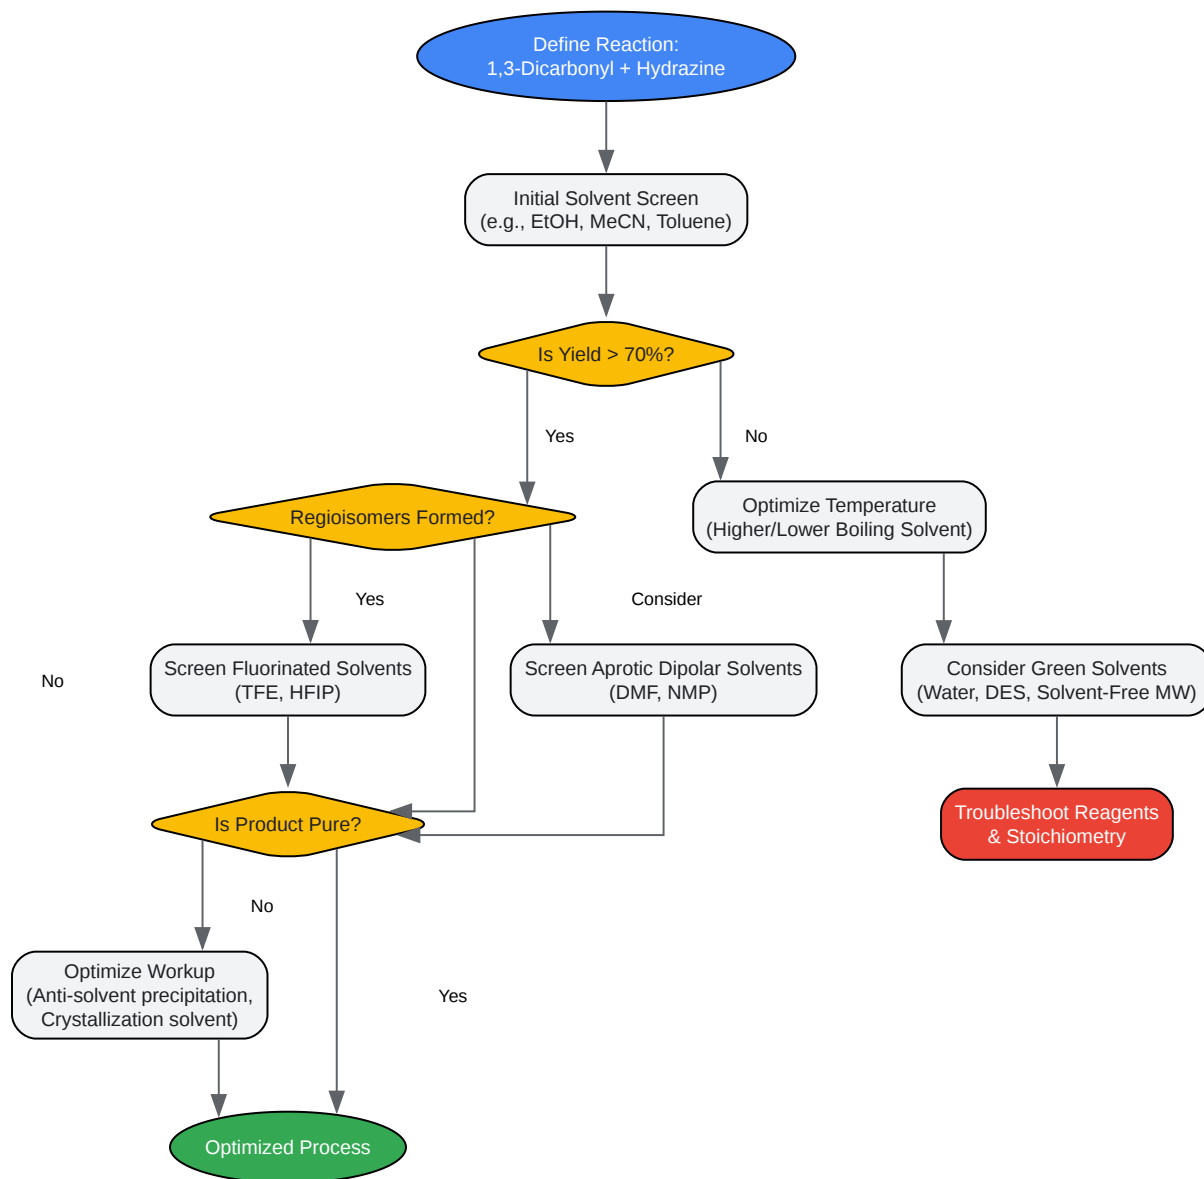 Define Reaction:
1,3-Dicarbonyl + Hydrazine
Initial Solvent Screen
(e.g., EtOH, MeCN, Toluene)
Is Yield > 70%?
Yes
No
Regioisomers Formed?
Optimize Temperature
(Higher/Lower Boiling Solvent)
Yes
Consider
No
Screen Fluorinated Solvents
(TFE, HFIP)
Screen Aprotic Dipolar Solvents
(DMF, NMP)
Consider Green Solvents
(Water, DES, Solvent-Free MW)
Is Product Pure?
Troubleshoot Reagents
& Stoichiometry
No
Optimize Workup
(Anti-solvent precipitation,
Crystallization solvent)
Yes
Optimized Process